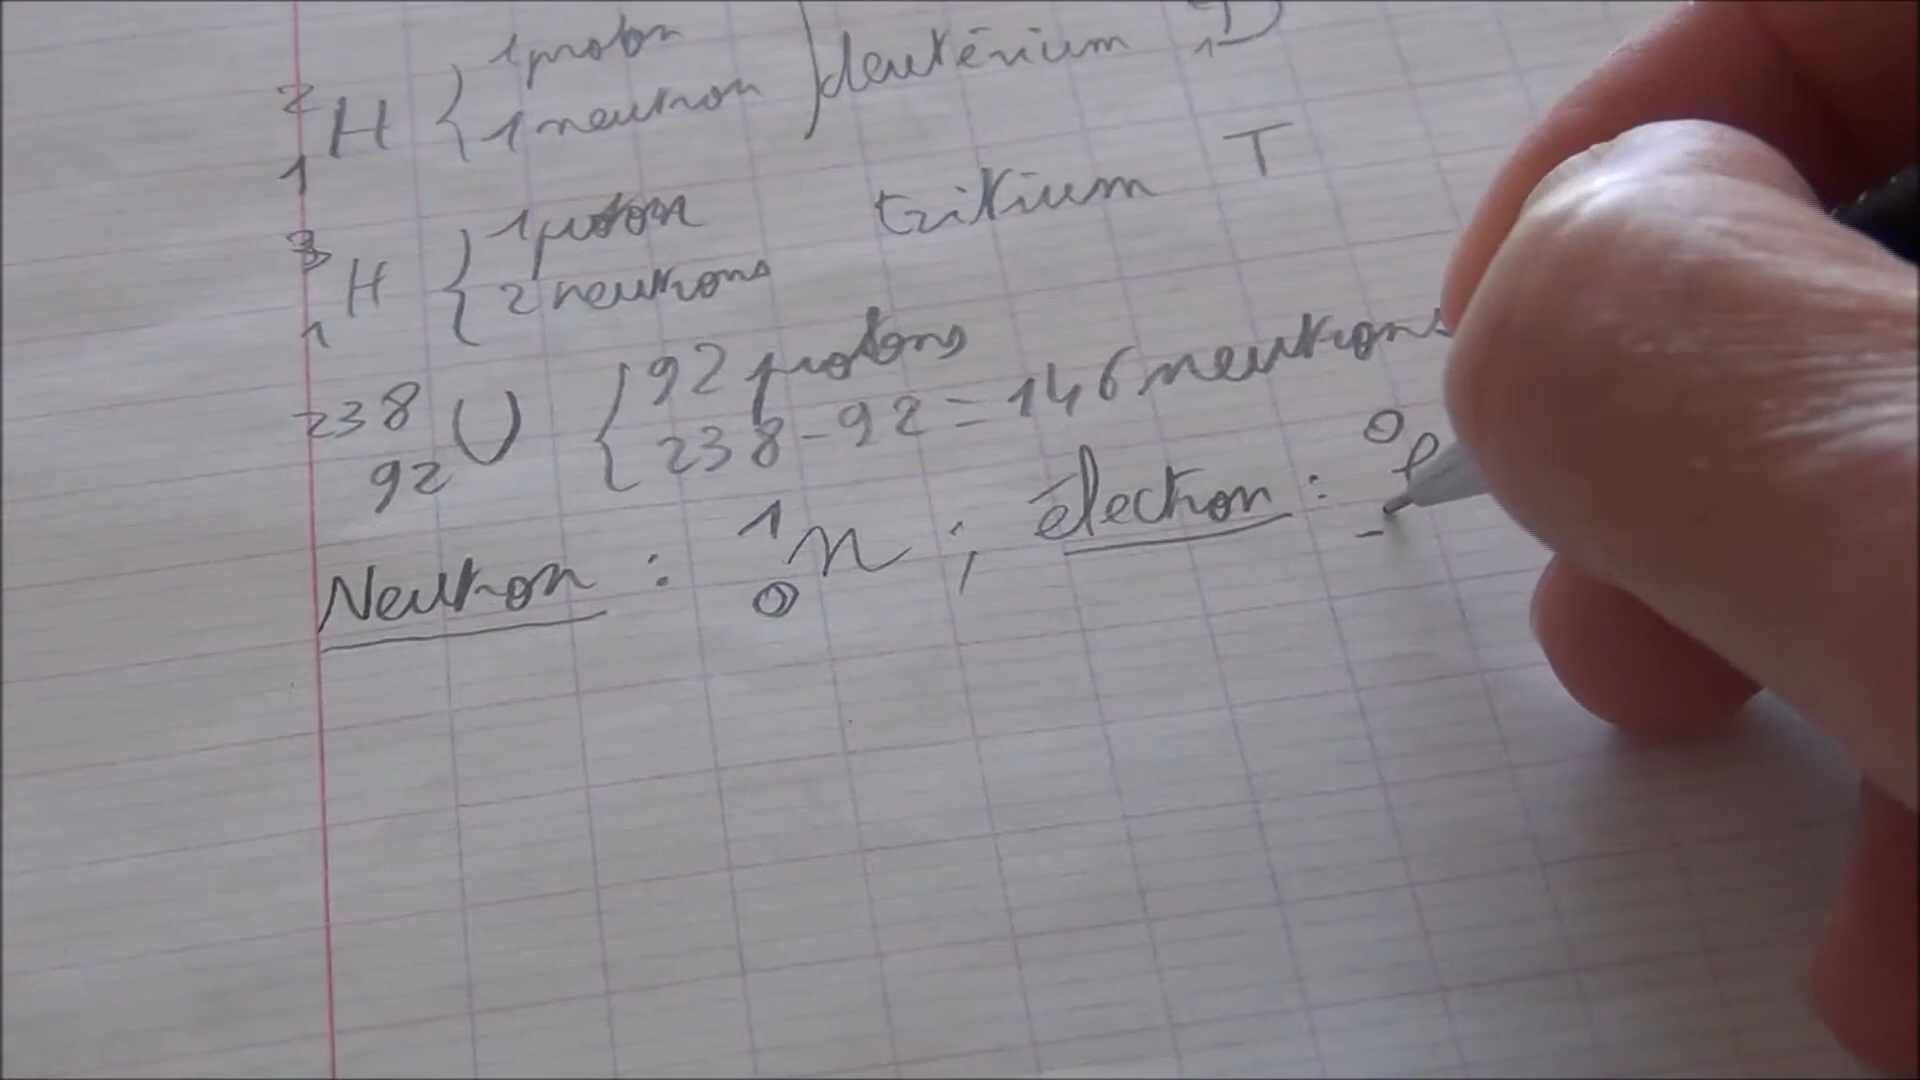 ²₁H { 1 proton
1 neutron ) deutérium ₁D
³₁H { 1 proton
2 neutrons tritium T
²³⁸₉₂U { 92 protons
238 - 92 = 146 neutrons
Neutron : ¹₀n ; électron : ⁰₋e